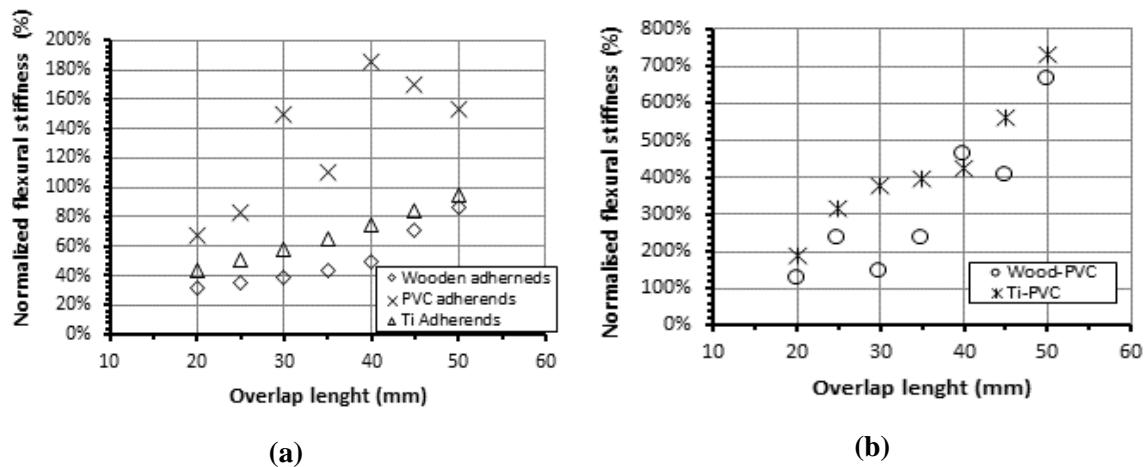 Normalized flexural stiffness (%)
200%
180%
160%
140%
120%
100%
80%
60%
40%
20%
0%
10 20 30 40 50 60
Overlap lenght (mm)
Wooden adherneds
PVC adherends
Ti Adherends
(a)
Normalised flexural stiffness (%)
800%
700%
600%
500%
400%
300%
200%
100%
0%
10 20 30 40 50 60
Overlap lenght (mm)
Wood-PVC
Ti-PVC
(b)